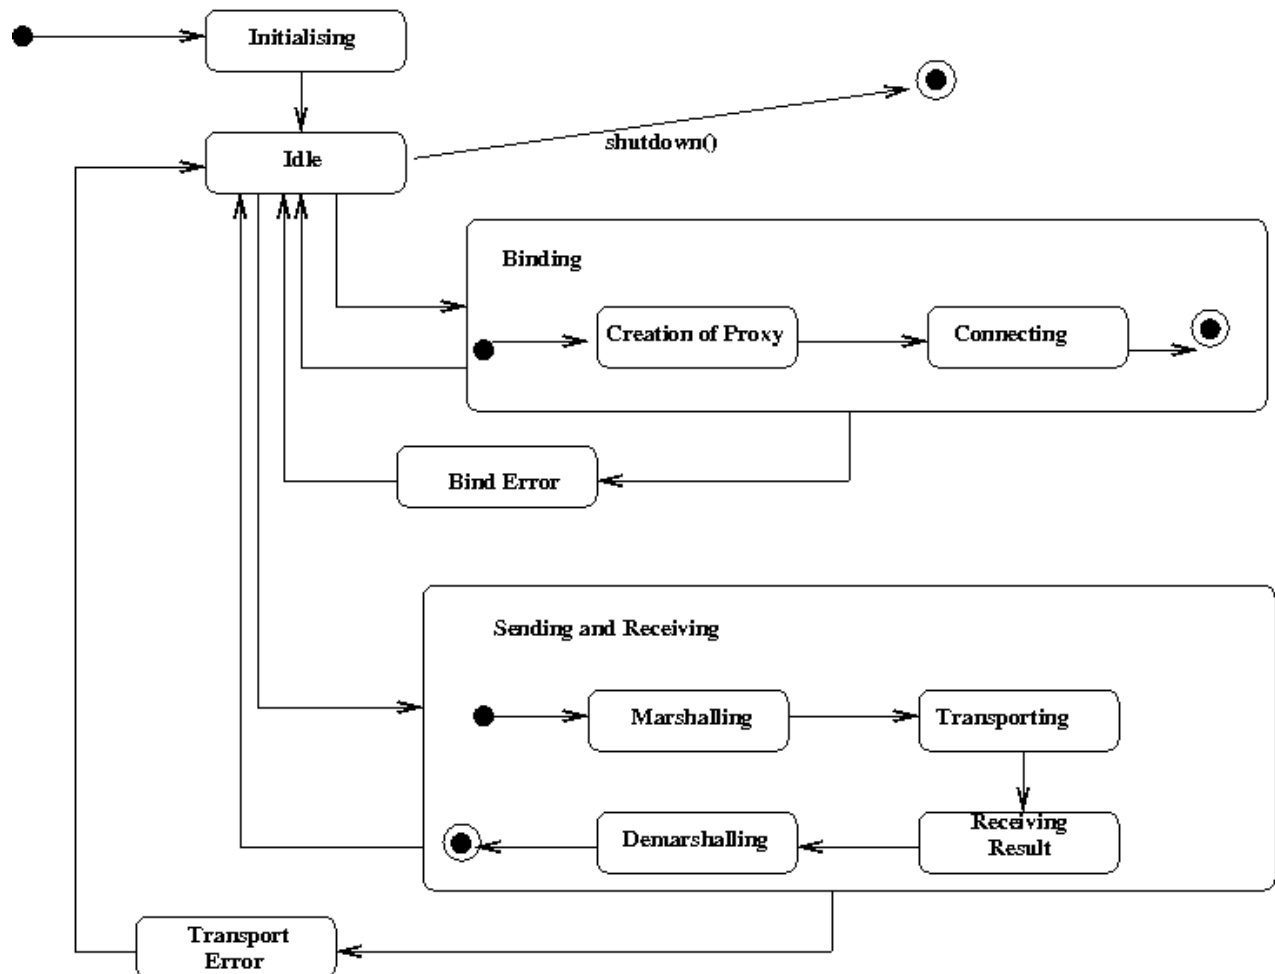 Initialising
Idle
shutdown()
Binding
Creation of Proxy
Connecting
Bind Error
Sending and Receiving
Marshalling
Transporting
Demarshalling
Receiving
Result
Transport
Error